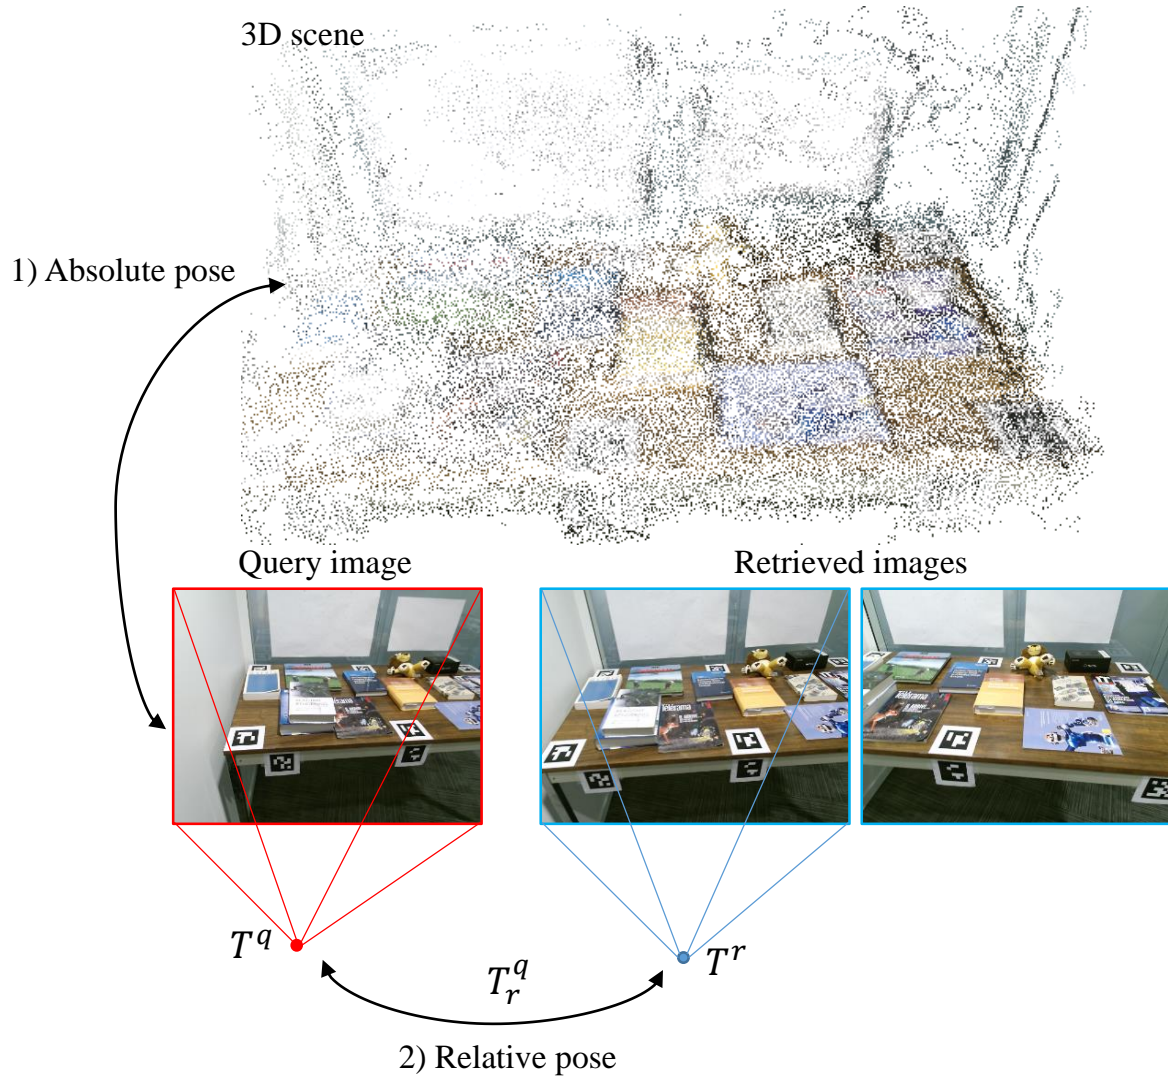 3D scene
1) Absolute pose
Query image
Retrieved images
T^q
T_r^q
T^r
2) Relative pose